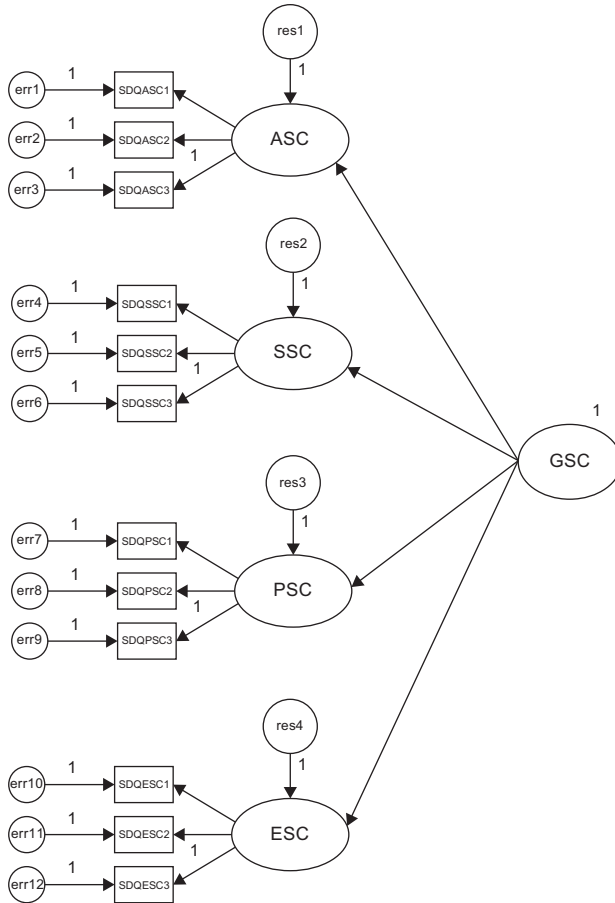 res1
1
1
err1
SDQASC1
1
err2
SDQASC2
ASC
1
1
err3
SDQASC3
res2
1
1
err4
SDQSSC1
1
err5
SDQSSC2
SSC
1
1
err6
SDQSSC3
1
GSC
res3
1
1
err7
SDQPSC1
1
err8
SDQPSC2
PSC
1
1
err9
SDQPSC3
res4
1
1
err10
SDQESC1
1
err11
SDQESC2
ESC
1
1
err12
SDQESC3